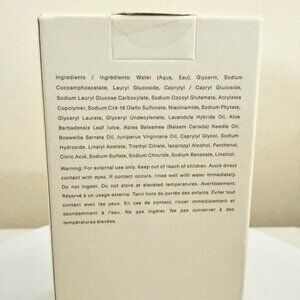 Ingredients / Ingrédients: Water (Aqua, Eau), Glycerin, Sodium
Cocoamphoacetate, Lauryl Glucoside, Caprylyl / Capryl Glucoside,
Sodium Lauryl Glucose Carboxylate, Sodium Cocoyl Glutamate, Acrylates
Copolymer, Sodium C14-16 Olefin Sulfonate, Niacinamide, Sodium Phytate,
Glyceryl Laurate, Glyceryl Undecylenate, Lavandula Hybrida Oil, Aloe
Barbadensis Leaf Juice, Abies Balsamea (Balsam Canada) Needle Oil,
Boswellia Serrata Oil, Juniperus Virginiana Oil, Caprylyl Glycol, Sodium
Hydroxide, Linalyl Acetate, Triethyl Citrate, Isopropyl Alcohol, Panthenol,
Citric Acid, Sodium Sulfate, Sodium Chloride, Sodium Benzoate, Linalool.
Warning: For external use only. Keep out of reach of children. Avoid direct
contact with eyes. If contact occurs, rinse well with water immediately.
Do not ingest. Do not store at elevated temperatures. Avertissement:
Réservé à un usage externe. Tenir hors de portée des enfants. Éviter tout
contact avec les yeux. En cas de contact, rinçer immédiatement et
abondamment à l'eau. Ne pas ingérer. Ne pas conserver à des
températures élevées.